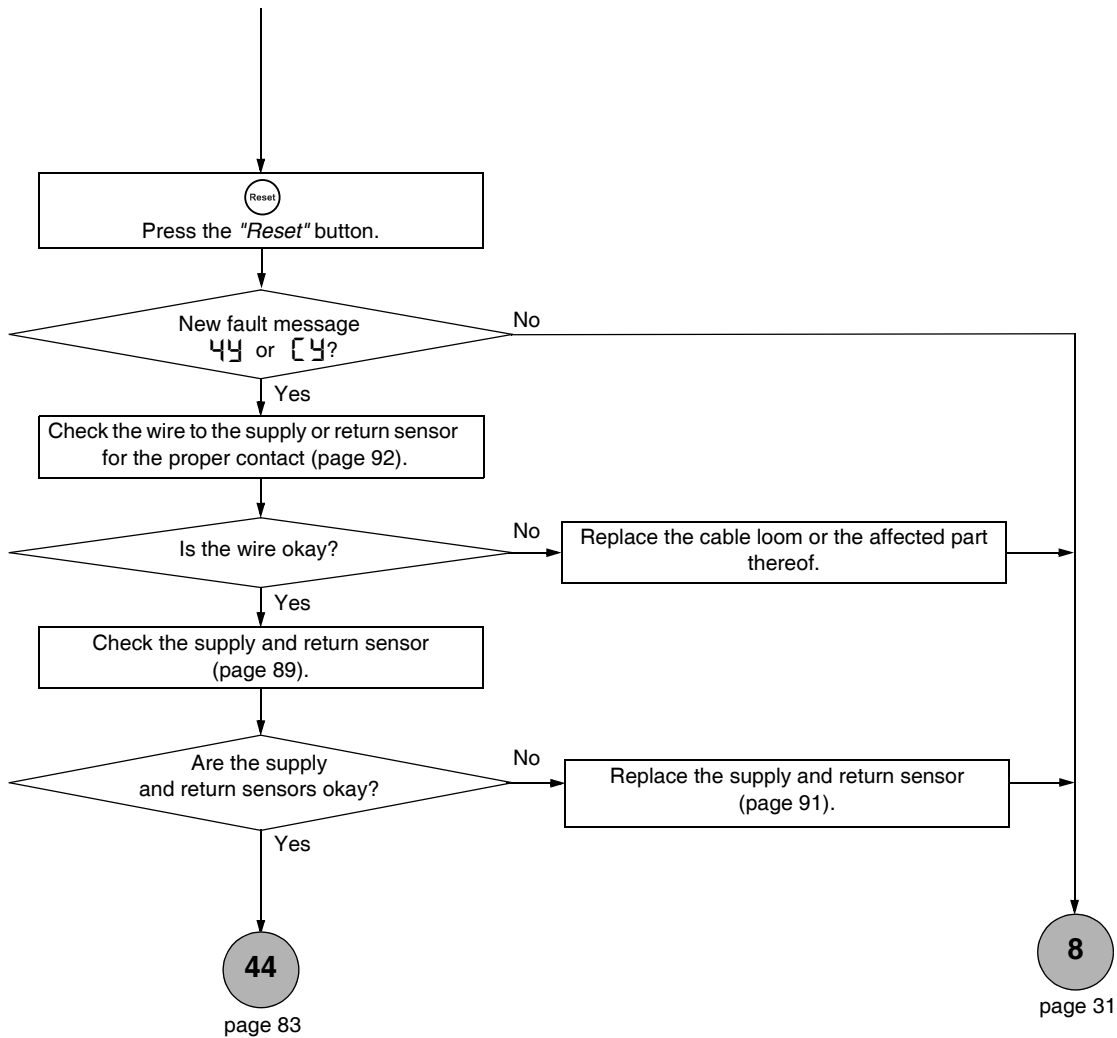 Reset
Press the "Reset" button.
New fault message
4Y or CY?
No
Yes
Check the wire to the supply or return sensor
for the proper contact (page 92).
Is the wire okay?
No
Replace the cable loom or the affected part
thereof.
Yes
Check the supply and return sensor
(page 89).
Are the supply
and return sensors okay?
No
Replace the supply and return sensor
(page 91).
Yes
44
page 83
8
page 31